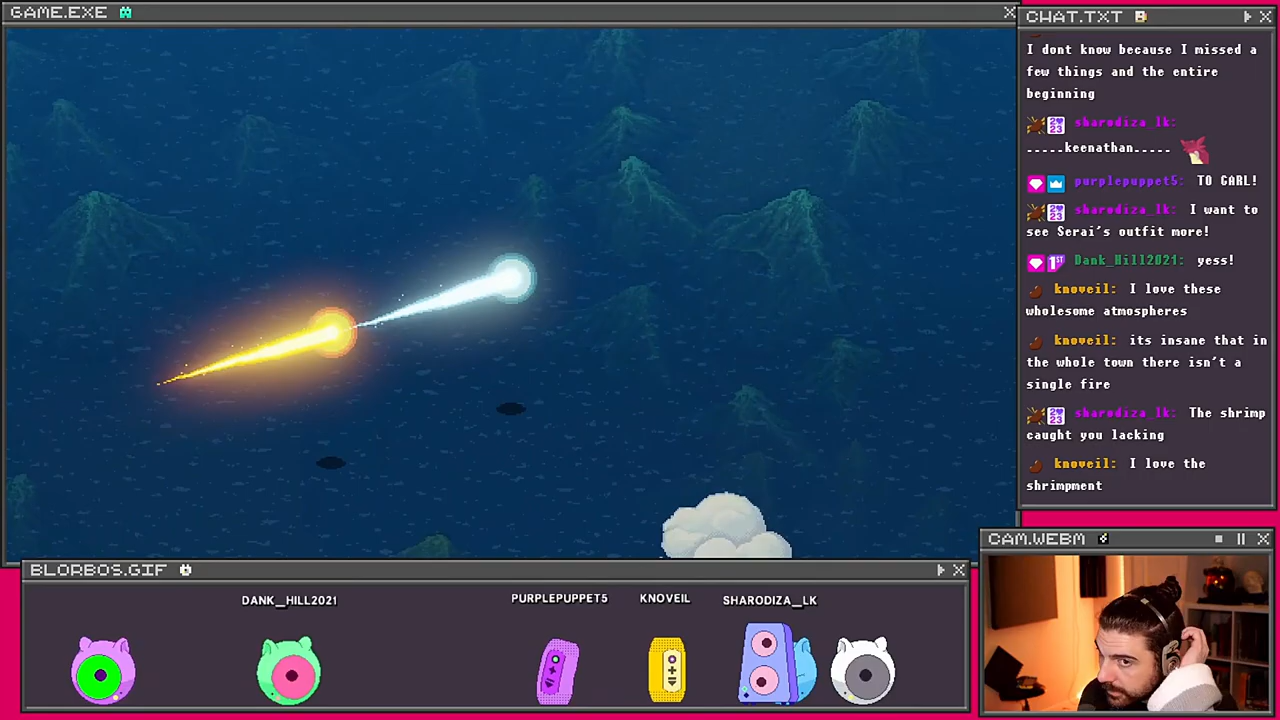 GAME.EXE
CHAT.TXT
I dont know because I missed a
few things and the entire
beginning
sharodiza_lk:
-----keenathan-----
purplepuppet5: TO GARL!
sharodiza_lk: I want to
see Serai's outfit more!
Dank_Hill2021: yess!
knoveil: I love these
wholesome atmospheres
knoveil: its insane that in
the whole town there isn't a
single fire
sharodiza_lk: The shrimp
caught you lacking
knoveil: I love the
shrimpment
CAM.WEBM
BLORBOS.GIF
DANK_HILL2021
PURPLEPUPPET5
KNOVEIL
SHARODIZA_LK